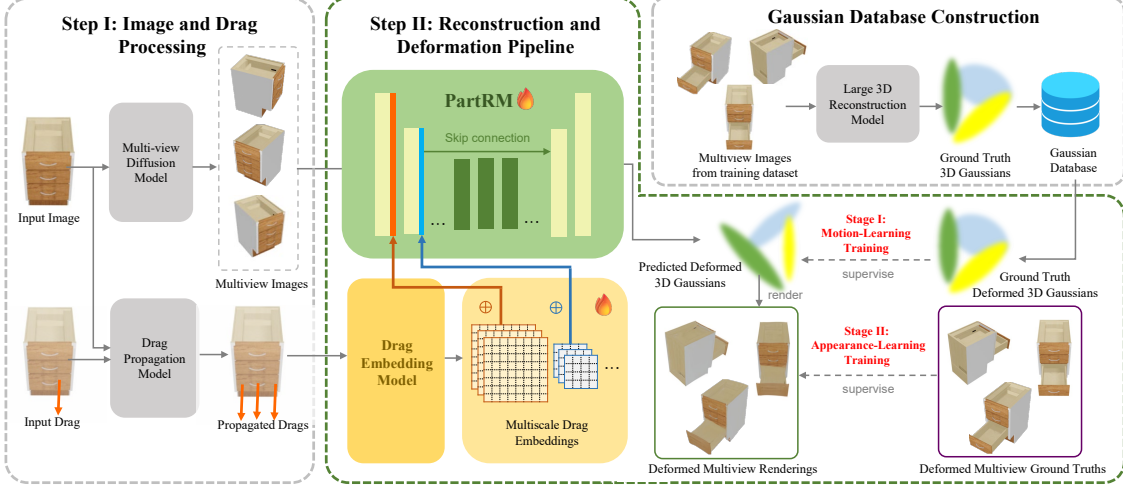 Step I: Image and Drag
Processing
Input Image
Multi-view
Diffusion
Model
Multiview Images
Input Drag
Drag
Propagation
Model
Propagated Drags
Step II: Reconstruction and
Deformation Pipeline
PartRM
Skip connection
...
...
Drag
Embedding
Model
...
Multiscale Drag
Embeddings
Gaussian Database Construction
Multiview Images
from training dataset
Large 3D
Reconstruction
Model
Ground Truth
3D Gaussians
Gaussian
Database
Predicted Deformed
3D Gaussians
Stage I:
Motion-Learning
Training
supervise
Ground Truth
Deformed 3D Gaussians
render
Deformed Multiview Renderings
Stage II:
Appearance-Learning
Training
supervise
Deformed Multiview Ground Truths